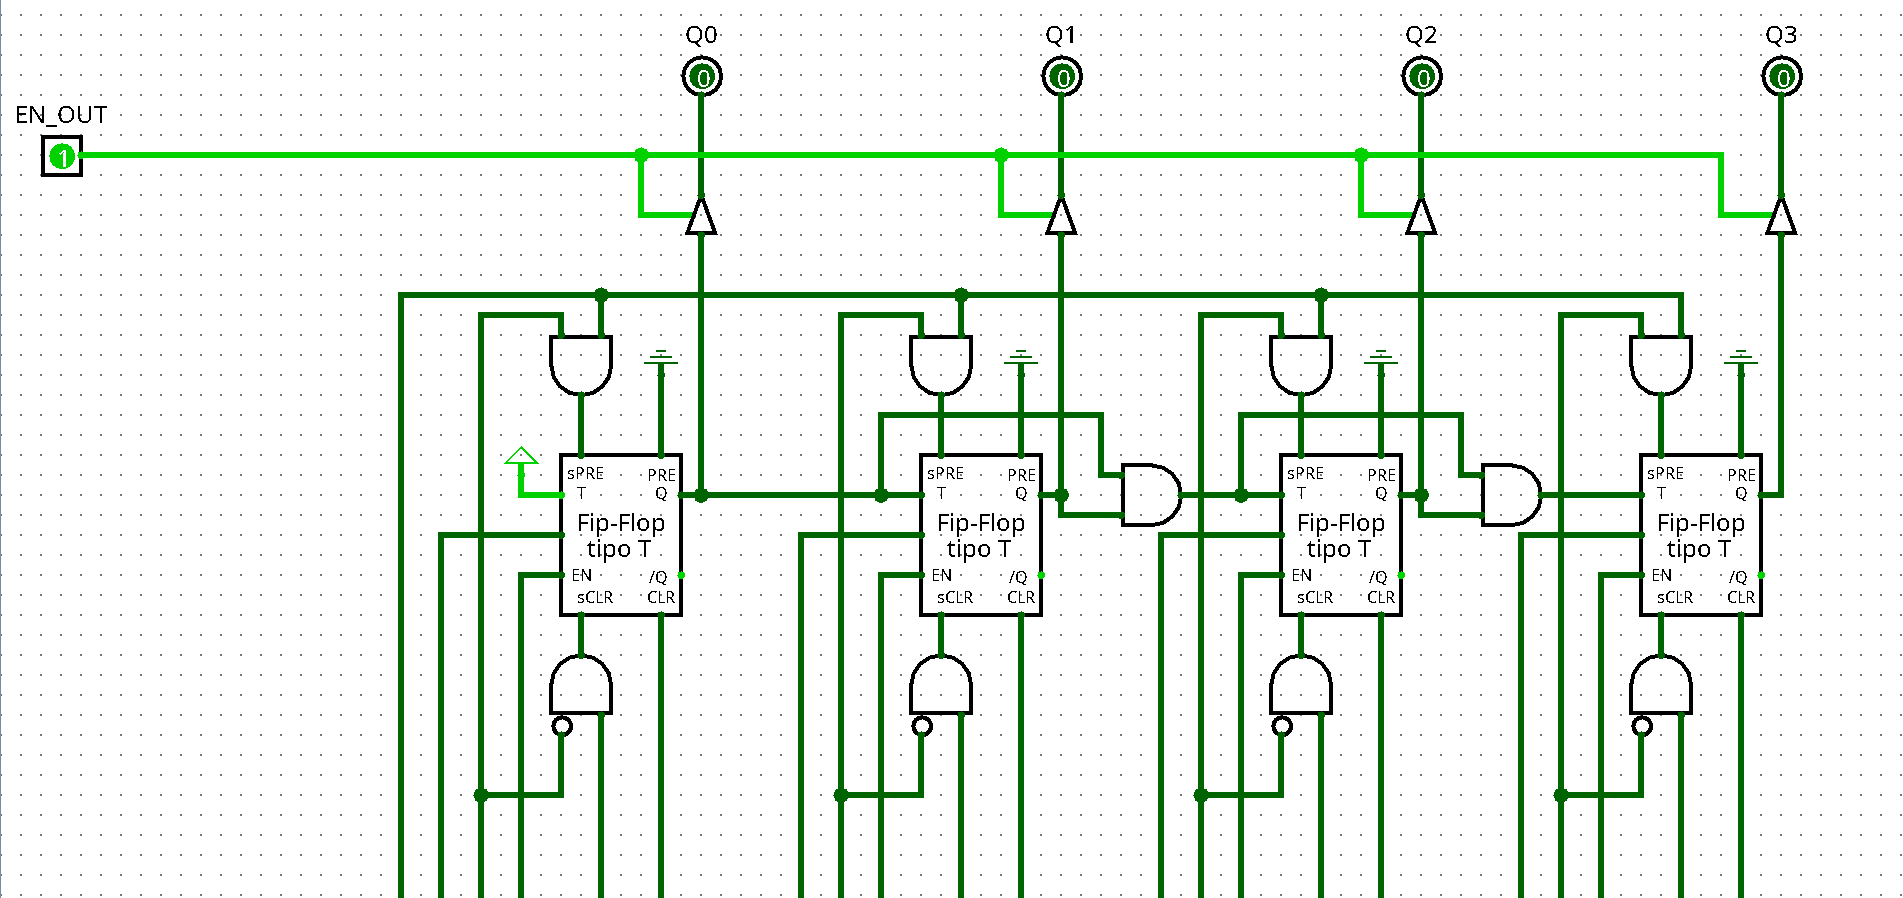 Q0 Q1 Q2 Q3
0 0 0 0
EN_OUT
1
sPRE PRE
T Q
Fip-Flop
tipo T
EN /Q
sCLR CLR
sPRE PRE
T Q
Fip-Flop
tipo T
EN /Q
sCLR CLR
sPRE PRE
T Q
Fip-Flop
tipo T
EN /Q
sCLR CLR
sPRE PRE
T Q
Fip-Flop
tipo T
EN /Q
sCLR CLR